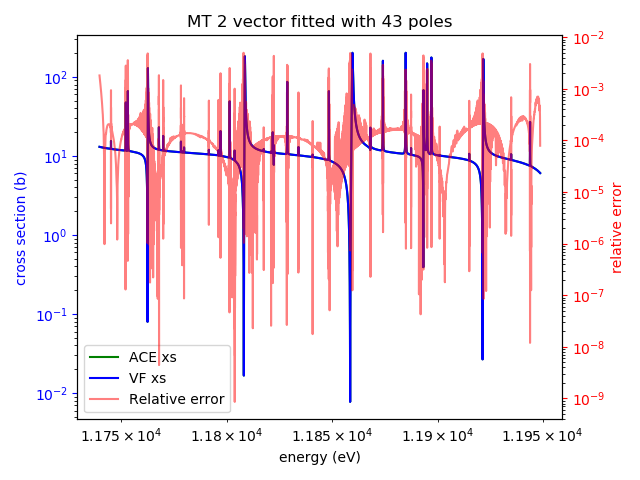 MT 2 vector fitted with 43 poles
10²
10¹
10⁰
10⁻¹
10⁻²
cross section (b)
10⁻²
10⁻³
10⁻⁴
10⁻⁵
10⁻⁶
10⁻⁷
10⁻⁸
10⁻⁹
relative error
ACE xs
VF xs
Relative error
1.175×10⁴ 1.18×10⁴ 1.185×10⁴ 1.19×10⁴ 1.195×10⁴
energy (eV)